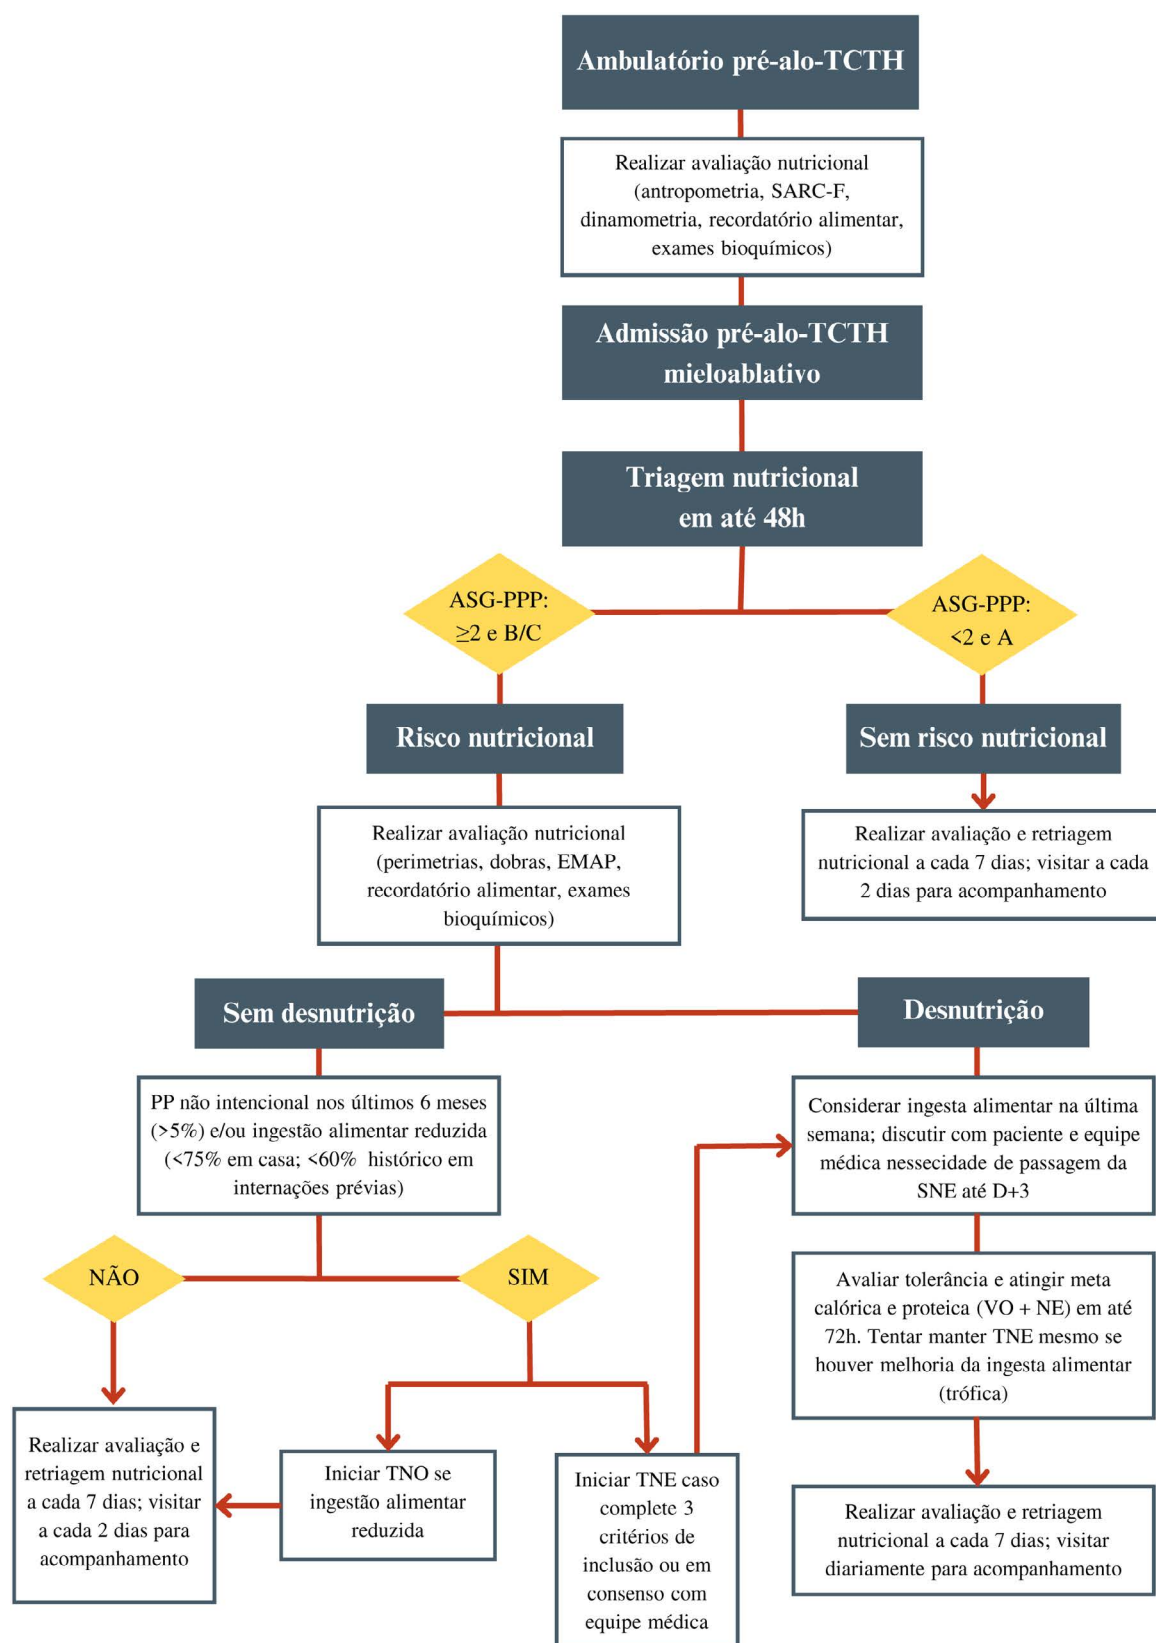 Ambulatório pré-alo-TCTH
Realizar avaliação nutricional
(antropometria, SARC-F,
dinamometria, recordatório alimentar,
exames bioquímicos)
Admissão pré-alo-TCTH
mieloablativo
Triagem nutricional
em até 48h
ASG-PPP:
≥2 e B/C
ASG-PPP:
<2 e A
Risco nutricional
Sem risco nutricional
Realizar avaliação nutricional
(perimetrias, dobras, EMAP,
recordatório alimentar, exames
bioquímicos)
Realizar avaliação e retriagem
nutricional a cada 7 dias; visitar a cada
2 dias para acompanhamento
Sem desnutrição
Desnutrição
PP não intencional nos últimos 6 meses
(>5%) e/ou ingestão alimentar reduzida
(<75% em casa; <60% histórico em
internações prévias)
Considerar ingesta alimentar na última
semana; discutir com paciente e equipe
médica nessecidade de passagem da
SNE até D+3
NÃO
SIM
Avaliar tolerância e atingir meta
calórica e proteica (VO + NE) em até
72h. Tentar manter TNE mesmo se
houver melhoria da ingesta alimentar
(trófica)
Realizar avaliação e
retriagem nutricional
a cada 7 dias; visitar
a cada 2 dias para
acompanhamento
Iniciar TNO se
ingestão alimentar
reduzida
Iniciar TNE caso
complete 3
critérios de
inclusão ou em
consenso com
equipe médica
Realizar avaliação e retriagem
nutricional a cada 7 dias; visitar
diariamente para acompanhamento